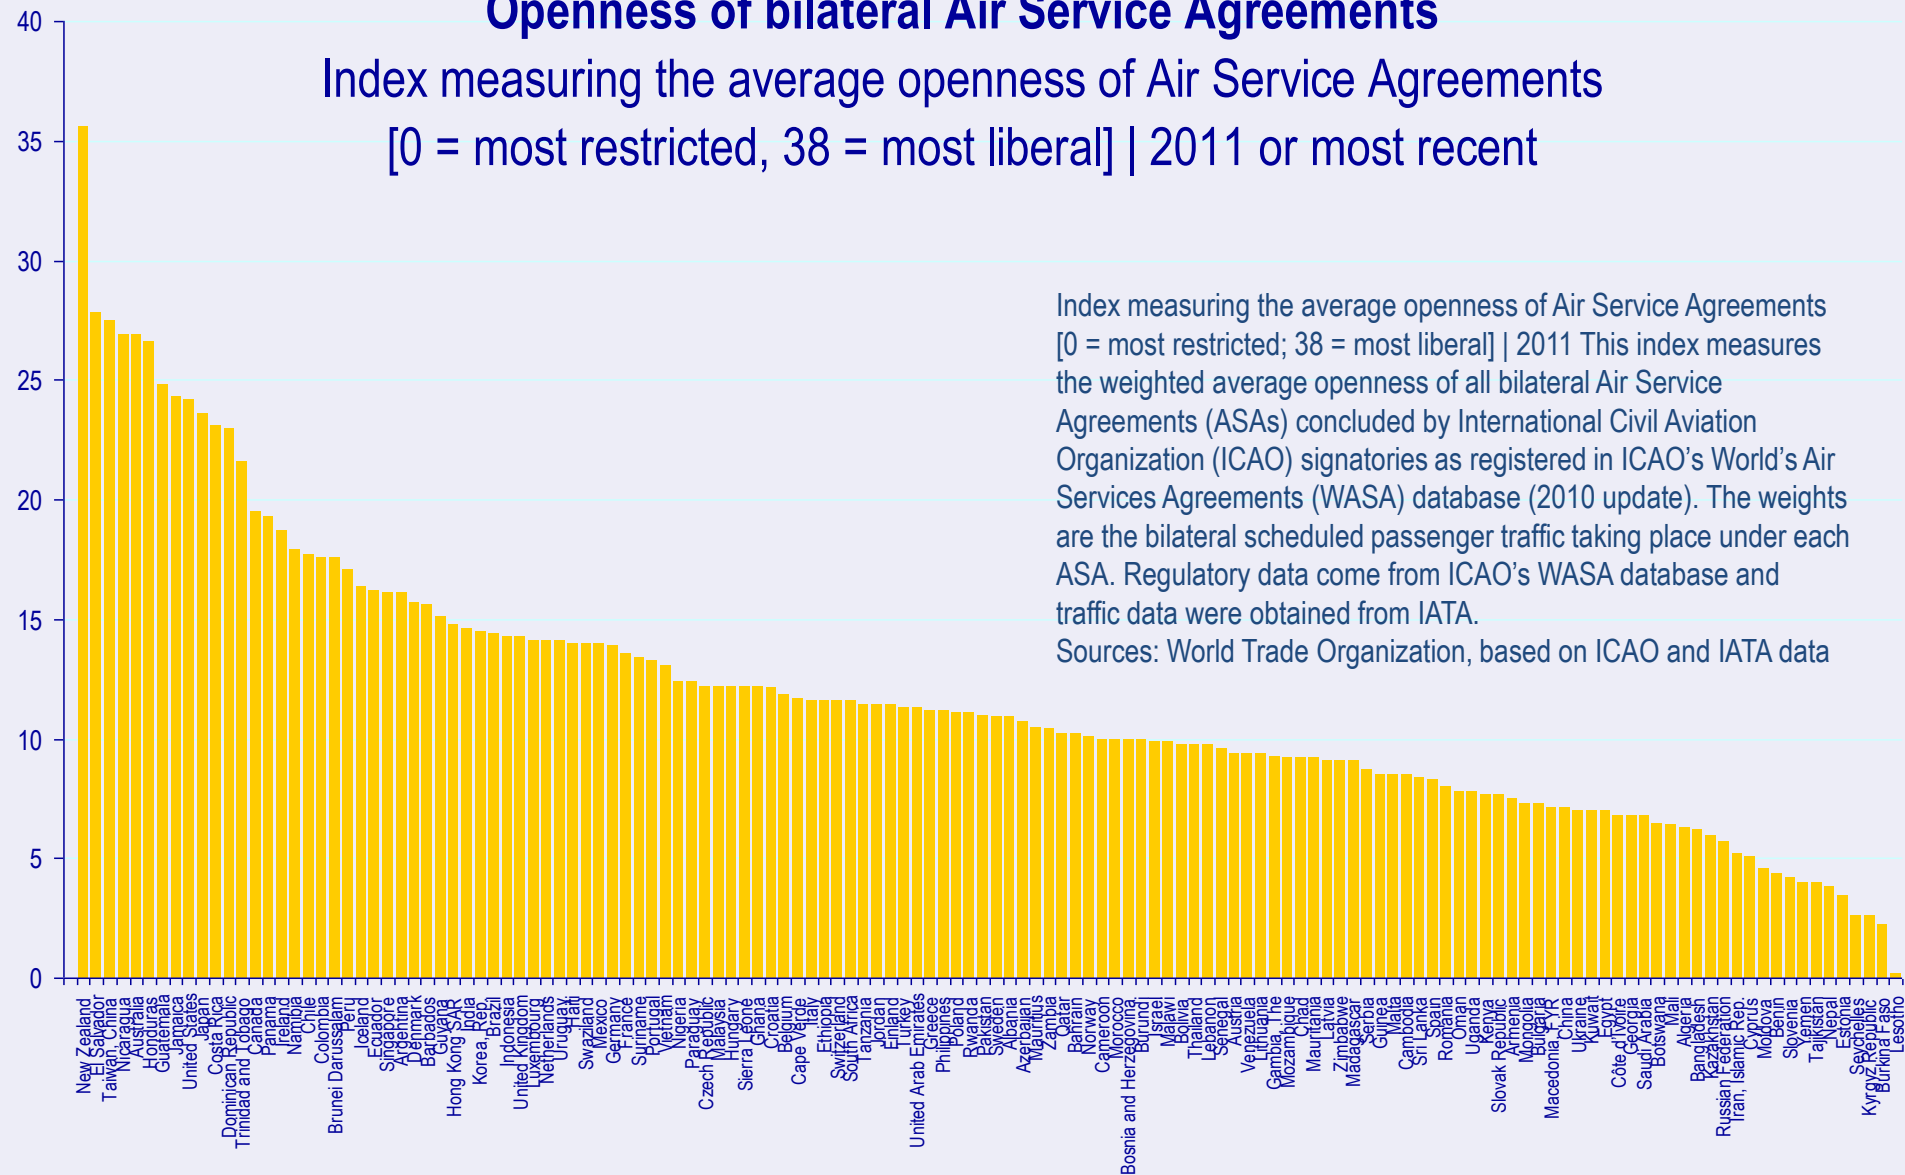 Openness of bilateral Air Service Agreements
Index measuring the average openness of Air Service Agreements
[0 = most restricted, 38 = most liberal] | 2011 or most recent
40
35
30
25
20
15
10
5
0
Index measuring the average openness of Air Service Agreements
[0 = most restricted; 38 = most liberal] | 2011 This index measures
the weighted average openness of all bilateral Air Service
Agreements (ASAs) concluded by International Civil Aviation
Organization (ICAO) signatories as registered in ICAO’s World’s Air
Services Agreements (WASA) database (2010 update). The weights
are the bilateral scheduled passenger traffic taking place under each
ASA. Regulatory data come from ICAO’s WASA database and
traffic data were obtained from IATA.
Sources: World Trade Organization, based on ICAO and IATA data
New Zealand
El Salvador
Taiwan, China
Nicaragua
Australia
Honduras
Guatemala
Jamaica
United States
Japan
Costa Rica
Dominican Republic
Trinidad and Tobago
Canada
Panama
Ireland
Namibia
Chile
Colombia
Brunei Darussalam
Peru
Iceland
Ecuador
Singapore
Argentina
Denmark
Barbados
Guyana
Hong Kong SAR
India
Korea, Rep.
Brazil
Indonesia
United Kingdom
Luxembourg
Netherlands
Uruguay
Haiti
Swaziland
Mexico
Germany
France
Suriname
Portugal
Vietnam
Nigeria
Paraguay
Czech Republic
Malaysia
Hungary
Sierra Leone
Ghana
Croatia
Belgium
Cape Verde
Italy
Ethiopia
Switzerland
South Africa
Tanzania
Jordan
Finland
Turkey
United Arab Emirates
Greece
Philippines
Poland
Rwanda
Pakistan
Sweden
Albania
Azerbaijan
Mauritius
Zambia
Qatar
Bahrain
Norway
Cameroon
Morocco
Bosnia and Herzegovina
Burundi
Israel
Malawi
Bolivia
Thailand
Lebanon
Senegal
Austria
Venezuela
Lithuania
Gambia, The
Mozambique
Chad
Mauritania
Latvia
Zimbabwe
Madagascar
Serbia
Guinea
Malta
Cambodia
Sri Lanka
Spain
Romania
Oman
Uganda
Kenya
Slovak Republic
Armenia
Mongolia
Bulgaria
Macedonia, FYR
China
Ukraine
Kuwait
Egypt
Côte d'Ivoire
Georgia
Saudi Arabia
Botswana
Mali
Algeria
Bangladesh
Kazakhstan
Russian Federation
Iran, Islamic Rep.
Cyprus
Moldova
Benin
Slovenia
Yemen
Tajikistan
Nepal
Estonia
Seychelles
Kyrgyz Republic
Burkina Faso
Lesotho